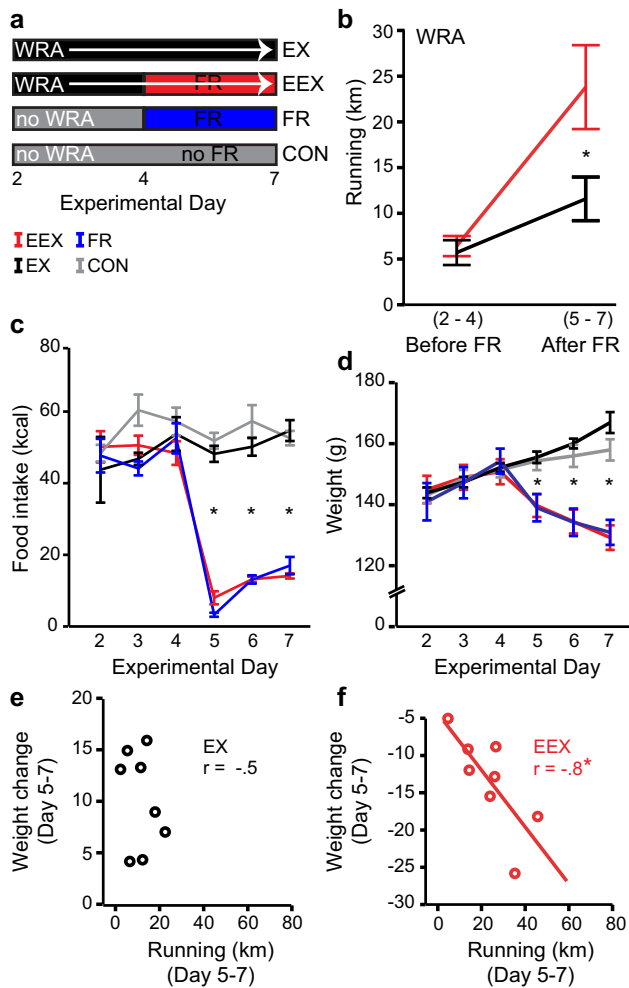 a
WRA EX
WRA FR EEX
no WRA FR FR
no WRA no FR CON
2 4 7
Experimental Day
EEX FR
EX CON
b
WRA
Running (km)
30
25
20
15
10
5
0
*
(2 - 4) (5 - 7)
Before FR After FR
c
Food intake (kcal)
80
60
40
20
0
* * *
2 3 4 5 6 7
Experimental Day
d
Weight (g)
180
160
140
120
0
* * *
2 3 4 5 6 7
Experimental Day
e
Weight change
(Day 5-7)
20
15
10
5
0
EX
r = -.5
0 20 40 60 80
Running (km)
(Day 5-7)
f
Weight change
(Day 5-7)
-5
-10
-15
-20
-25
-30
EEX
r = -.8*
0 20 40 60 80
Running (km)
(Day 5-7)